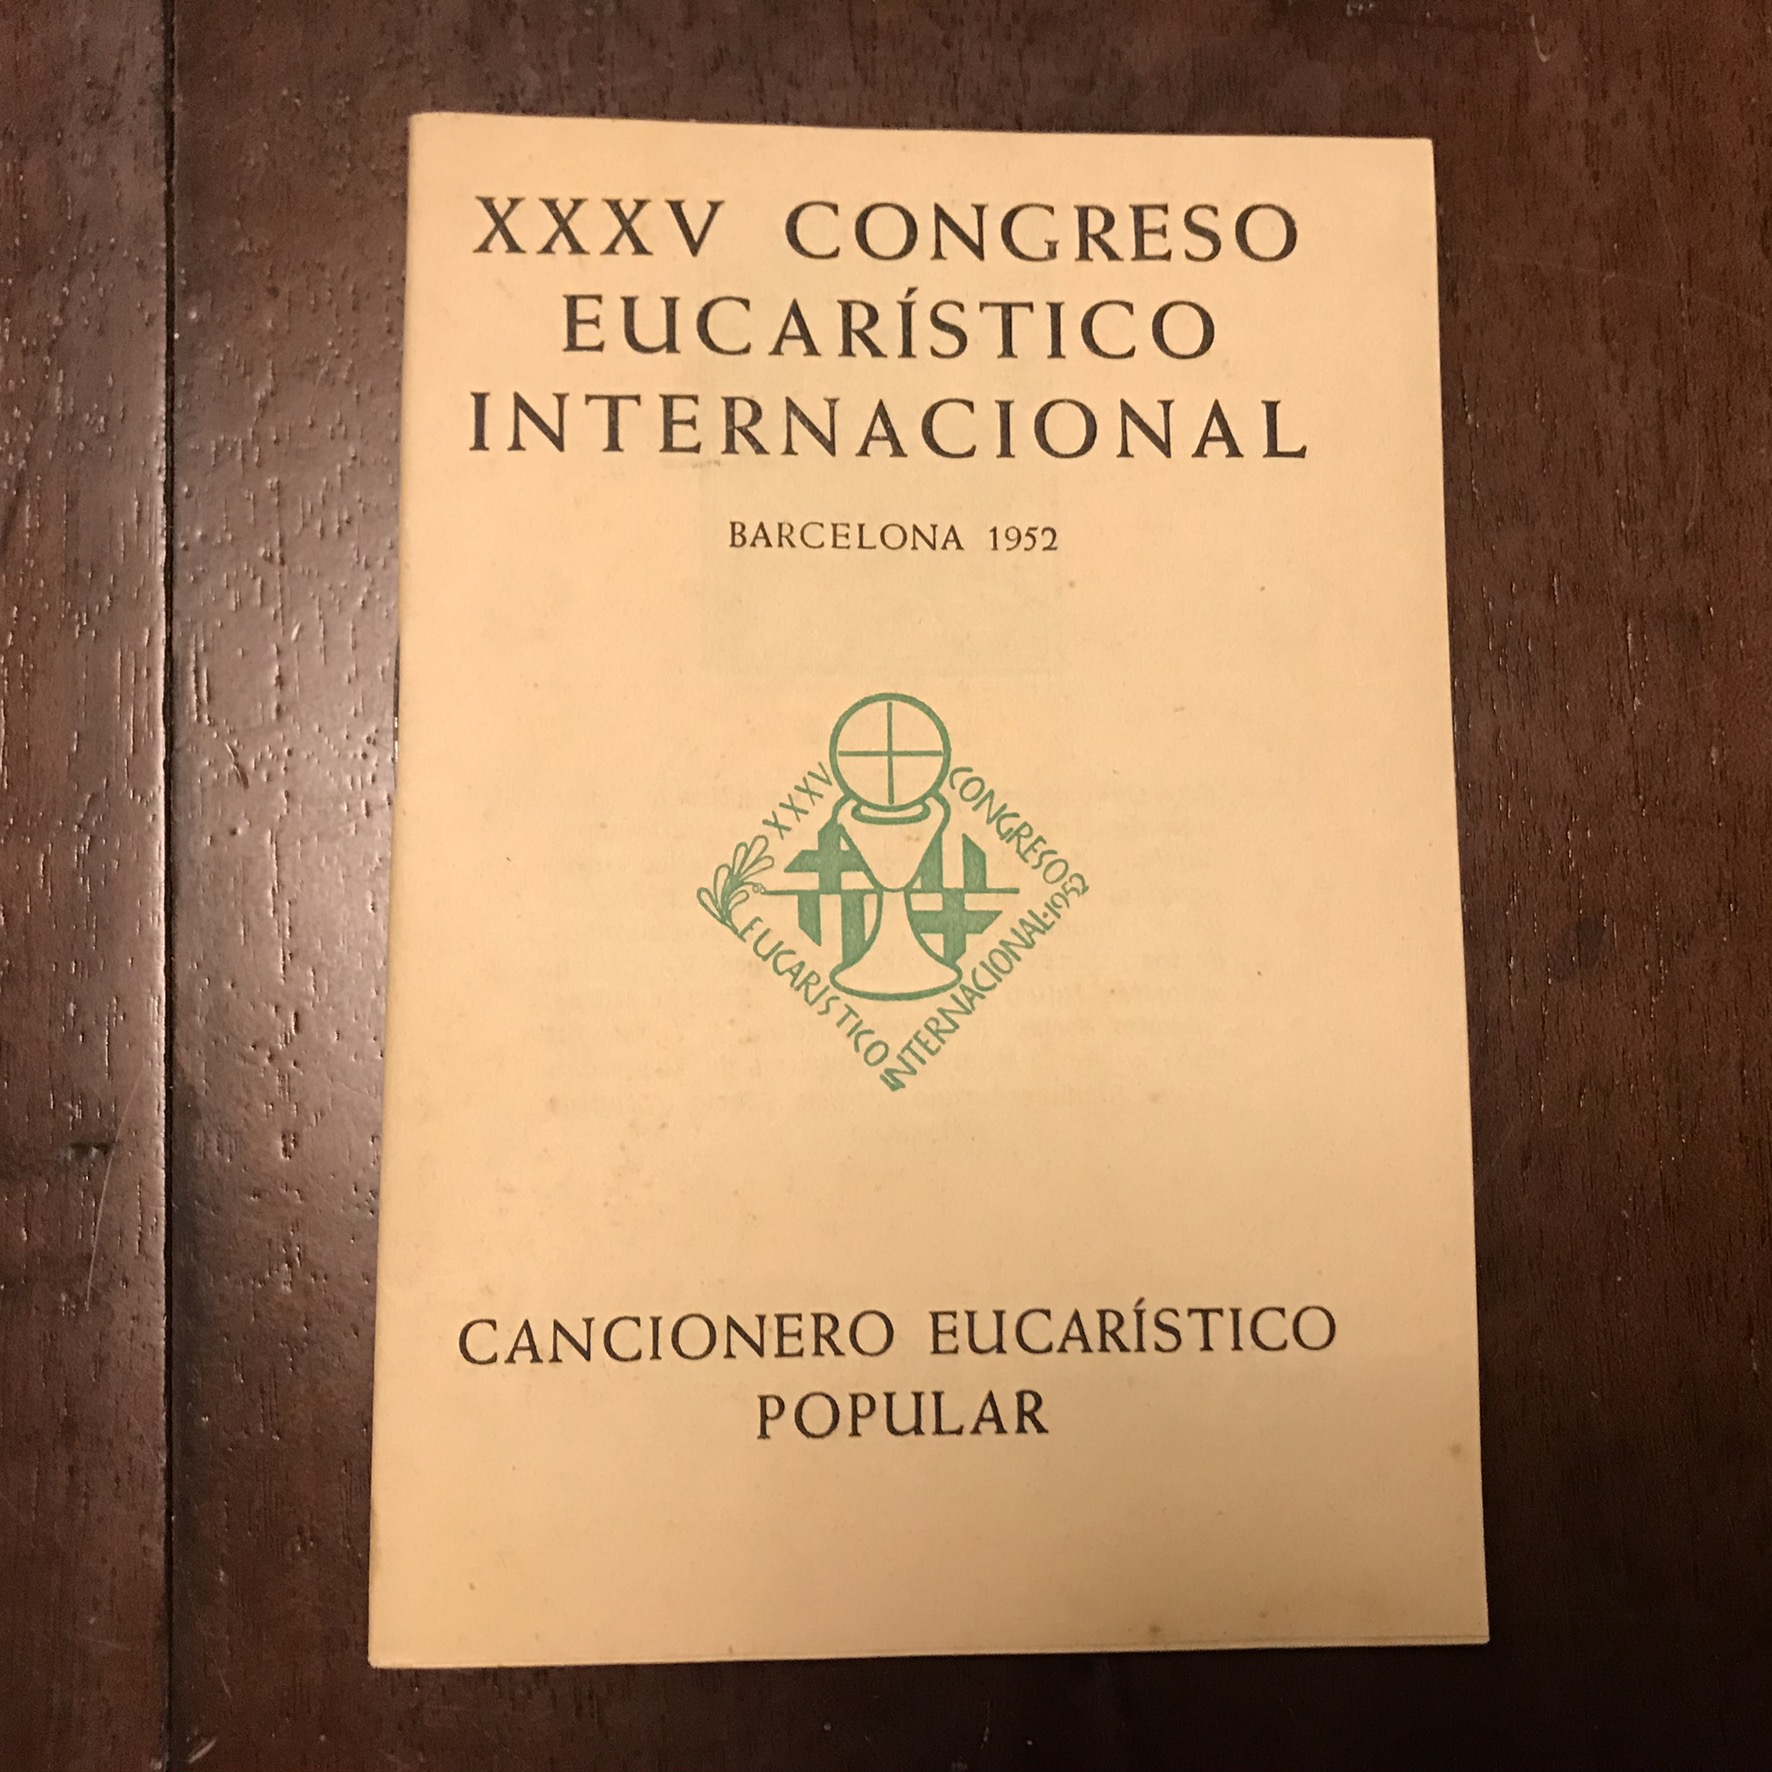 XXXV CONGRESO
EUCARÍSTICO
INTERNACIONAL
BARCELONA 1952
XXXV
CONGRESO
EUCARÍSTICO
INTERNACIONAL·1952
CANCIONERO EUCARÍSTICO
POPULAR